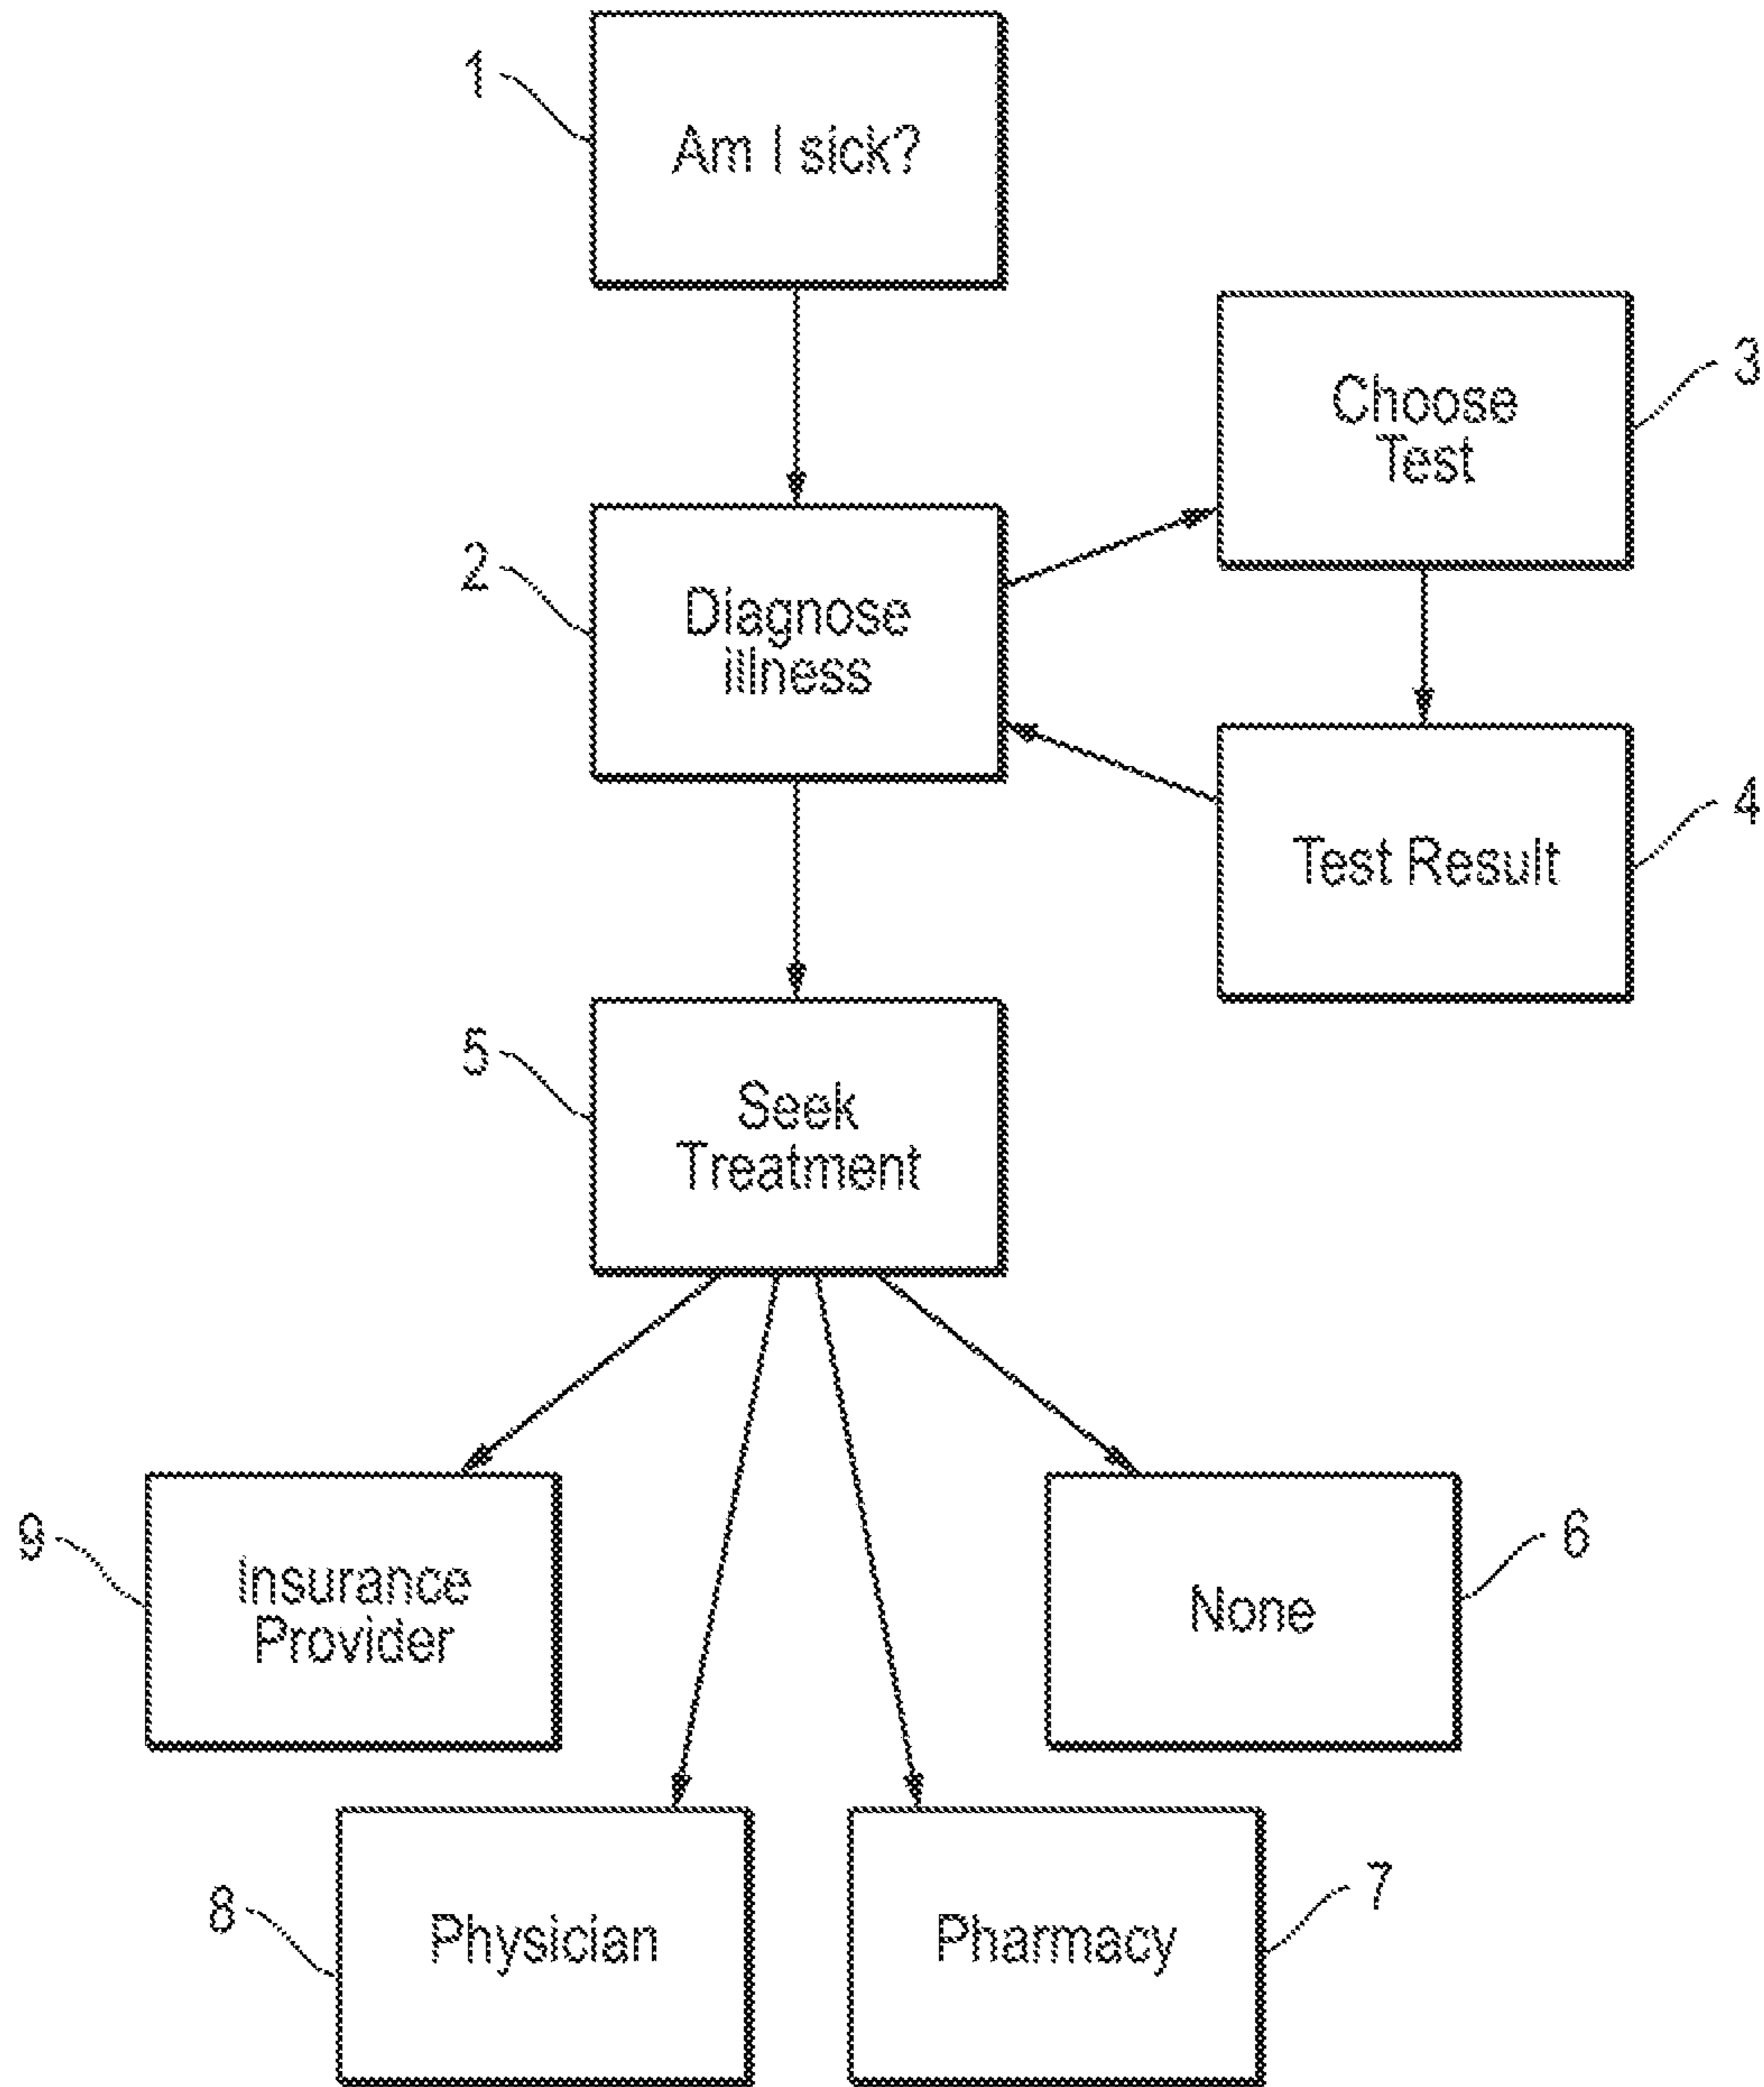 1
Am I sick?
3
Choose
Test
2
Diagnose
illness
4
Test Result
5
Seek
Treatment
9
Insurance
Provider
6
None
8
Physician
7
Pharmacy